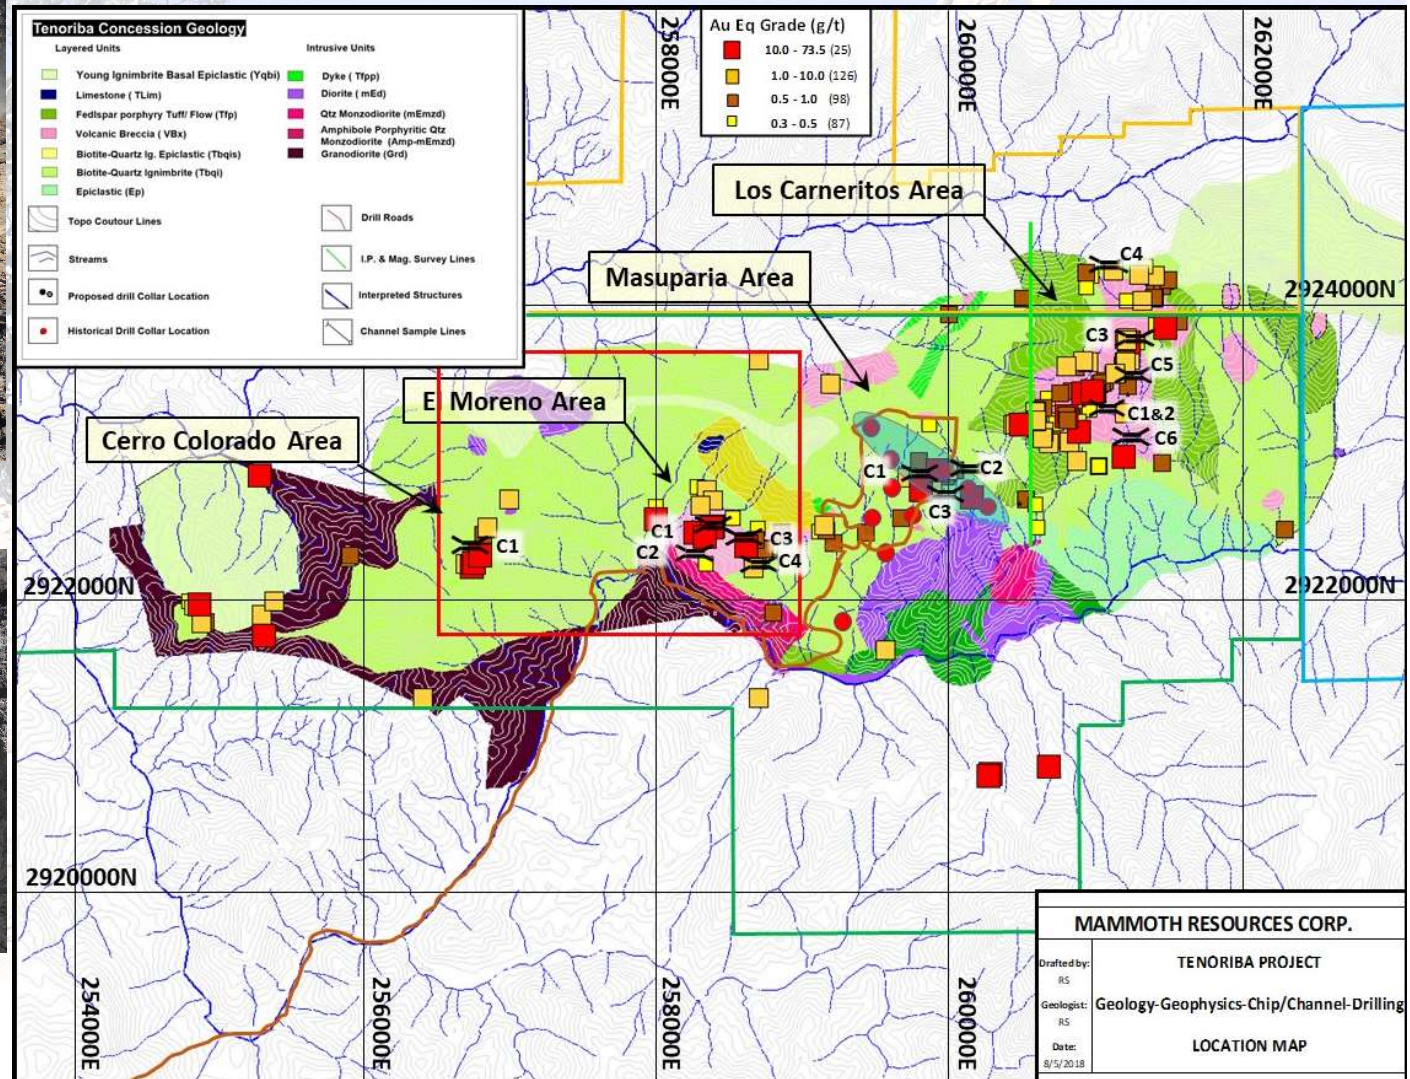 Tenoriba Concession Geology
Layered Units
Intrusive Units
Young Ignimbrite Basal Epiclastic (Yqbi)
Limestone ( TLim)
Fedlspar porphyry Tuff/ Flow (Tfp)
Volcanic Breccia ( VBx)
Biotite-Quartz Ig. Epiclastic (Tbqis)
Biotite-Quartz Ignimbrite (Tbqi)
Epiclastic (Ep)
Dyke ( Tfpp)
Diorite ( mEd)
Qtz Monzodiorite (mEmzd)
Amphibole Porphyritic Qtz
Monzodiorite (Amp-mEmzd)
Granodiorite (Grd)
Topo Coutour Lines
Streams
Proposed drill Collar Location
Historical Drill Collar Location
Drill Roads
I.P. & Mag. Survey Lines
Interpreted Structures
Channel Sample Lines
Au Eq Grade (g/t)
10.0 - 73.5 (25)
1.0 - 10.0 (126)
0.5 - 1.0 (98)
0.3 - 0.5 (87)
258000E
260000E
262000E
Los Carneritos Area
Masuparia Area
El Moreno Area
Cerro Colorado Area
C4
2924000N
C3
C5
C1&2
C6
C1
C2
C3
C1
C1
C2
C3
C4
2922000N
2922000N
2920000N
254000E
256000E
258000E
260000E
MAMMOTH RESOURCES CORP.
Drafted by:
RS
TENORIBA PROJECT
Geologist:
RS
Geology-Geophysics-Chip/Channel-Drilling
Date:
8/5/2018
LOCATION MAP